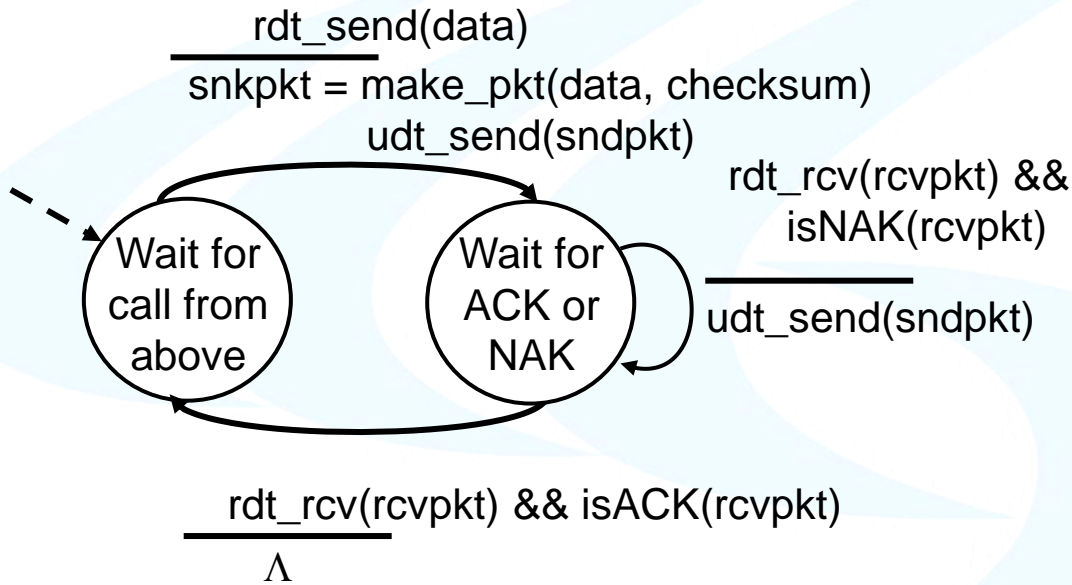 rdt_send(data)
snkpkt = make_pkt(data, checksum)
udt_send(sndpkt)
rdt_rcv(rcvpkt) &&
isNAK(rcvpkt)
udt_send(sndpkt)
Wait for
call from
above
Wait for
ACK or
NAK
rdt_rcv(rcvpkt) && isACK(rcvpkt)
Λ